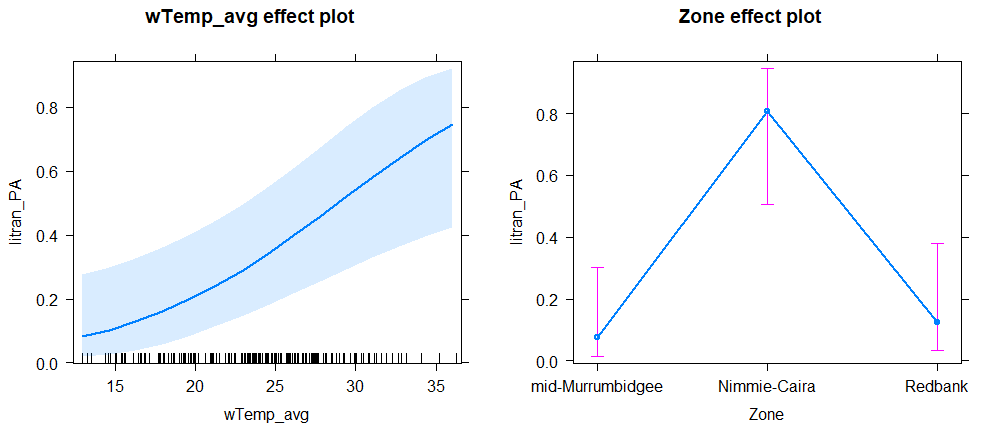 wTemp_avg effect plot
litran_PA
0.8
0.6
0.4
0.2
0.0
15 20 25 30 35
wTemp_avg
Zone effect plot
litran_PA
0.8
0.6
0.4
0.2
0.0
mid-Murrumbidgee Nimmie-Caira Redbank
Zone